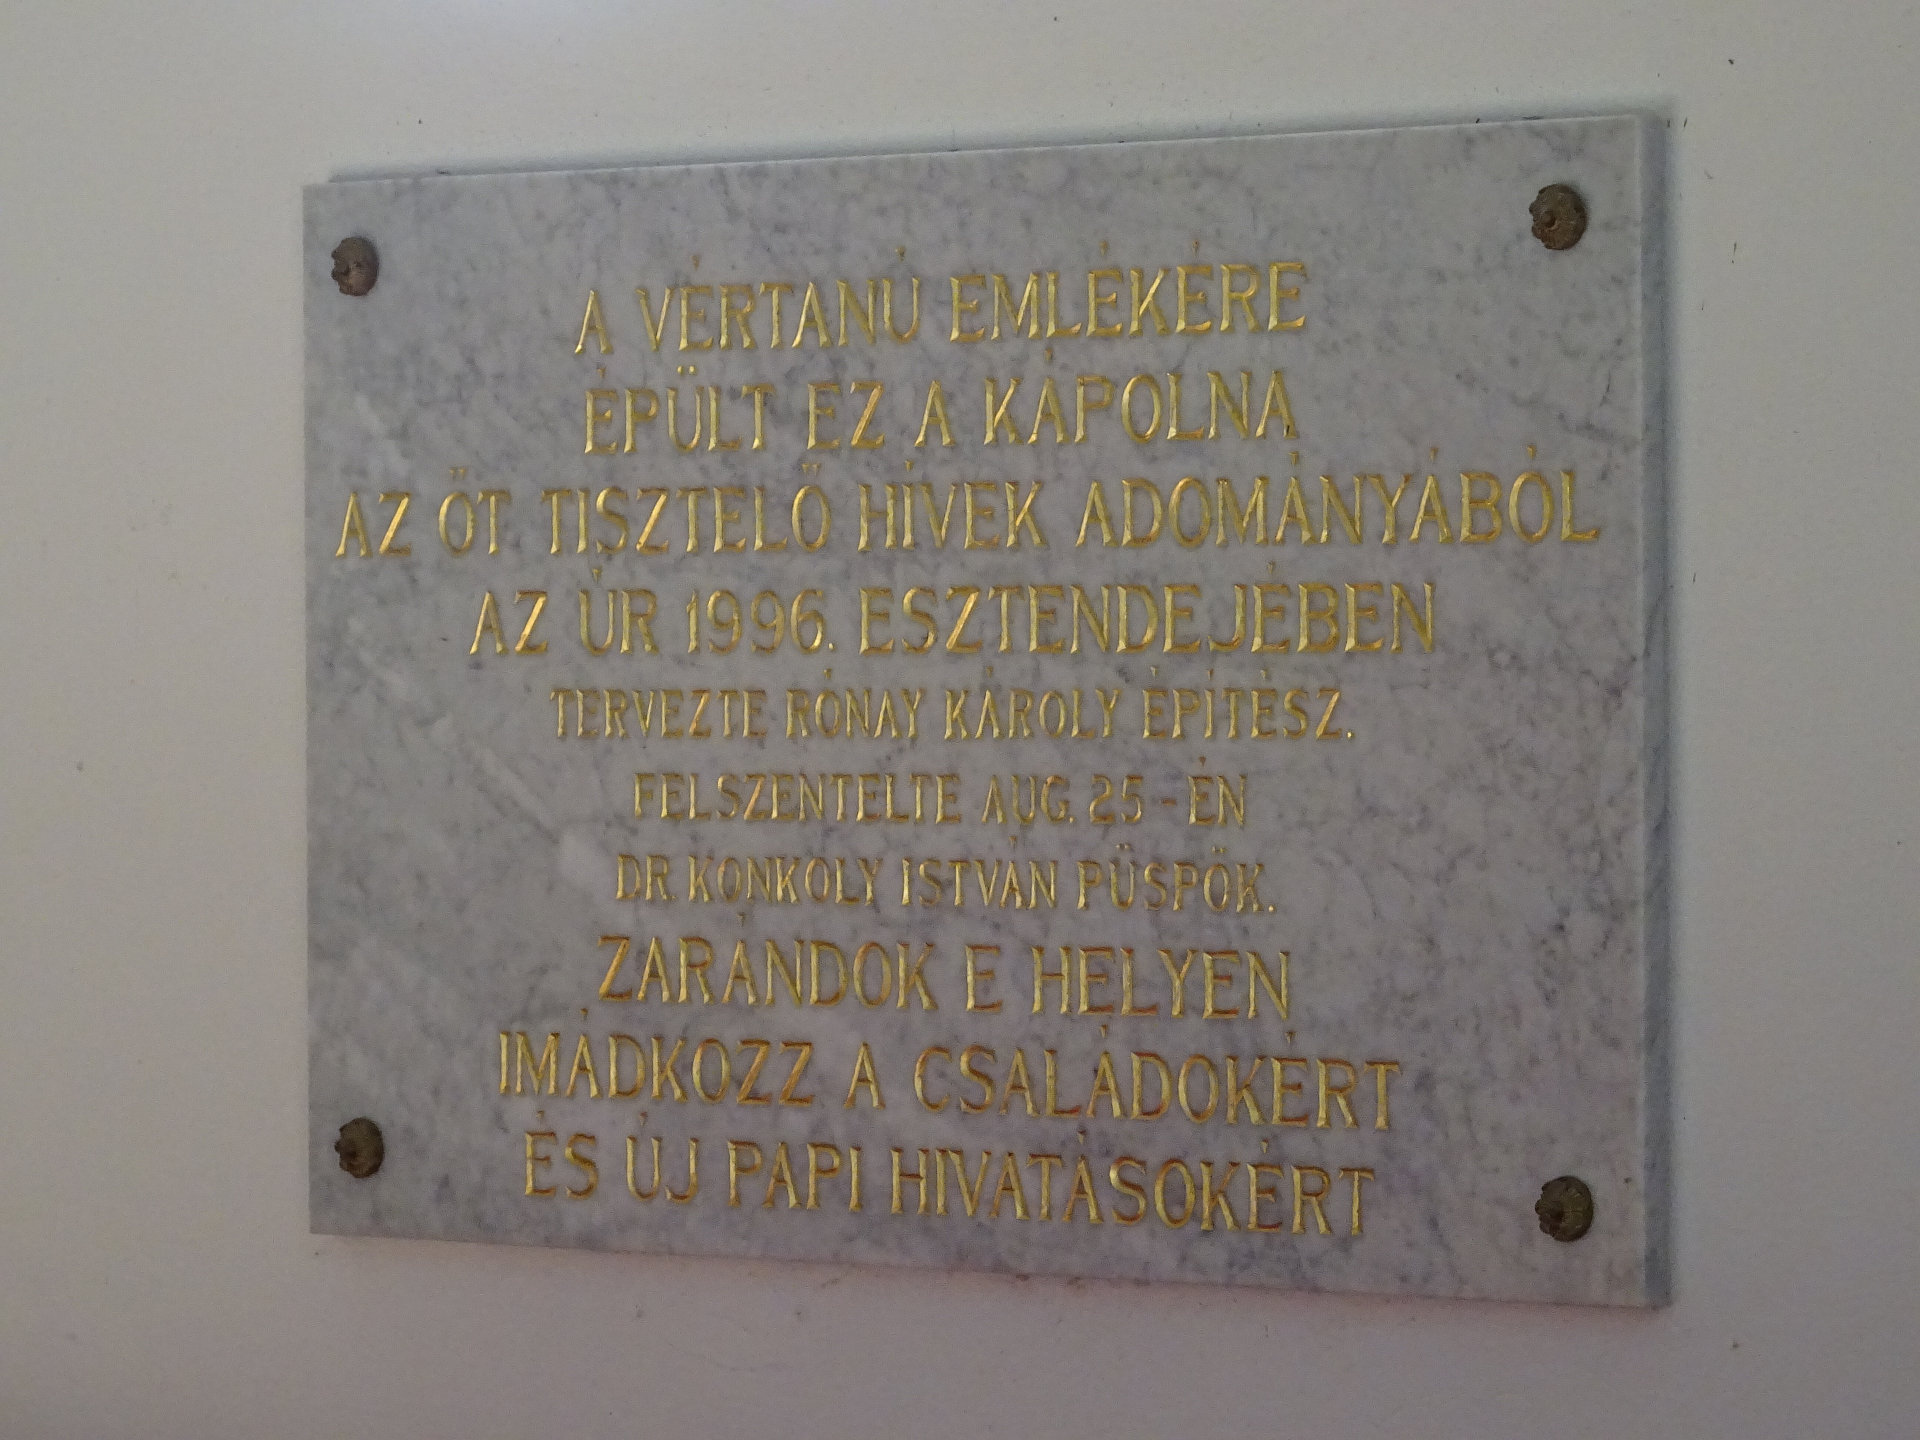 A VÉRTANÚ EMLÉKÉRE
ÉPÜLT EZ A KÁPOLNA
AZ ŐT TISZTELŐ HÍVEK ADOMÁNYÁBÓL
AZ ÚR 1996. ESZTENDEJÉBEN
TERVEZTE RÓNAY KÁROLY ÉPÍTÉSZ.
FELSZENTELTE AUG. 25-ÉN
DR. KONKOLY ISTVÁN PÜSPÖK.
ZARÁNDOK E HELYEN
IMÁDKOZZ A CSALÁDOKÉRT
ÉS ÚJ PAPI HIVATÁSOKÉRT